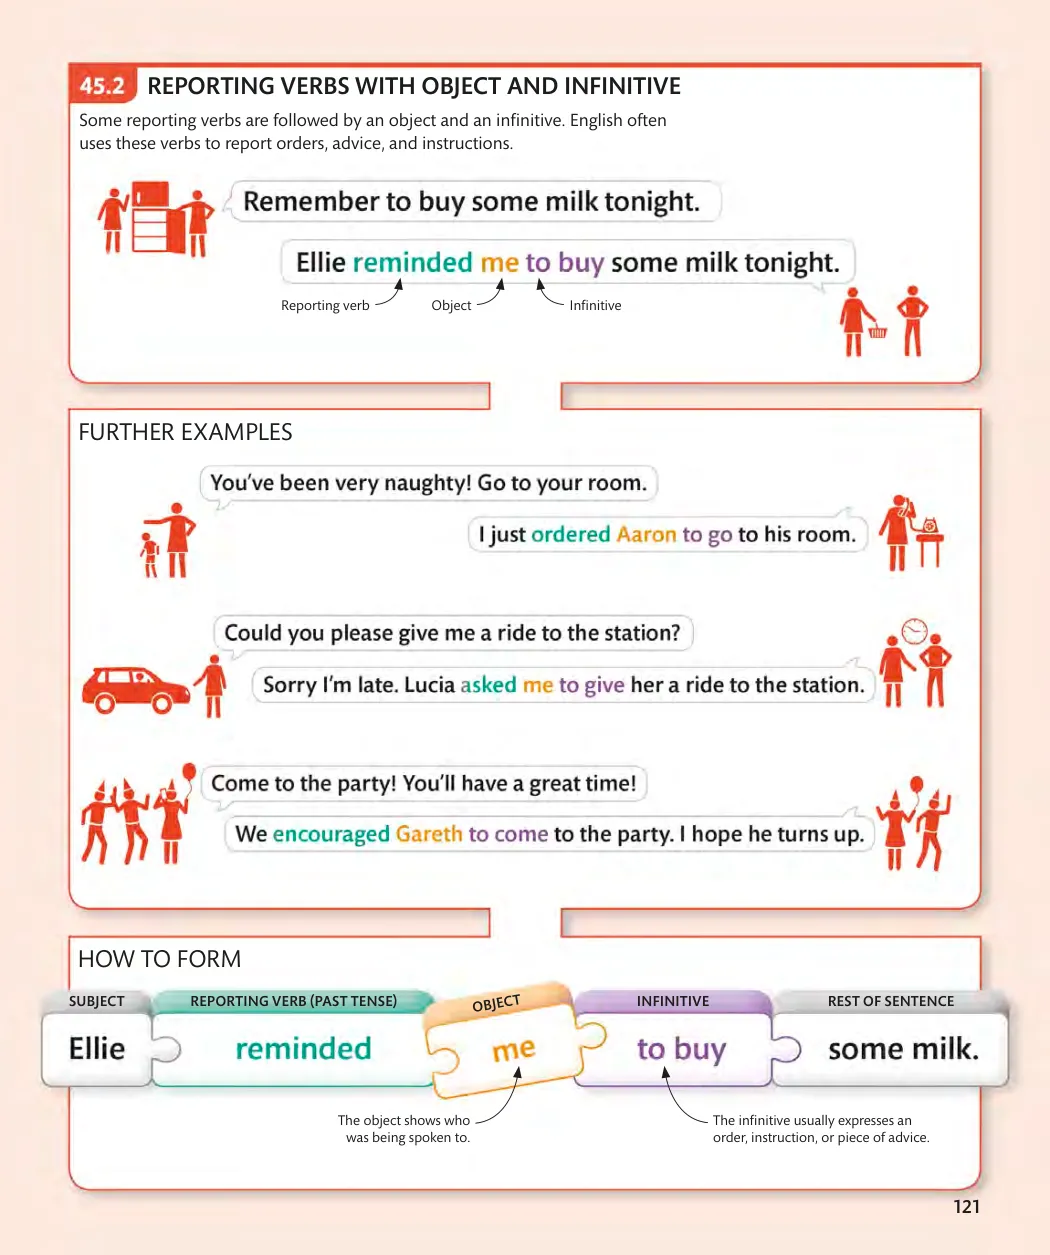 45.2 REPORTING VERBS WITH OBJECT AND INFINITIVE
Some reporting verbs are followed by an object and an infinitive. English often
uses these verbs to report orders, advice, and instructions.
Remember to buy some milk tonight.
Ellie reminded me to buy some milk tonight.
Reporting verb Object Infinitive
FURTHER EXAMPLES
You've been very naughty! Go to your room.
I just ordered Aaron to go to his room.
Could you please give me a ride to the station?
Sorry I'm late. Lucia asked me to give her a ride to the station.
Come to the party! You'll have a great time!
We encouraged Gareth to come to the party. I hope he turns up.
HOW TO FORM
SUBJECT REPORTING VERB (PAST TENSE) OBJECT INFINITIVE REST OF SENTENCE
Ellie reminded me to buy some milk.
The object shows who
was being spoken to.
The infinitive usually expresses an
order, instruction, or piece of advice.
121